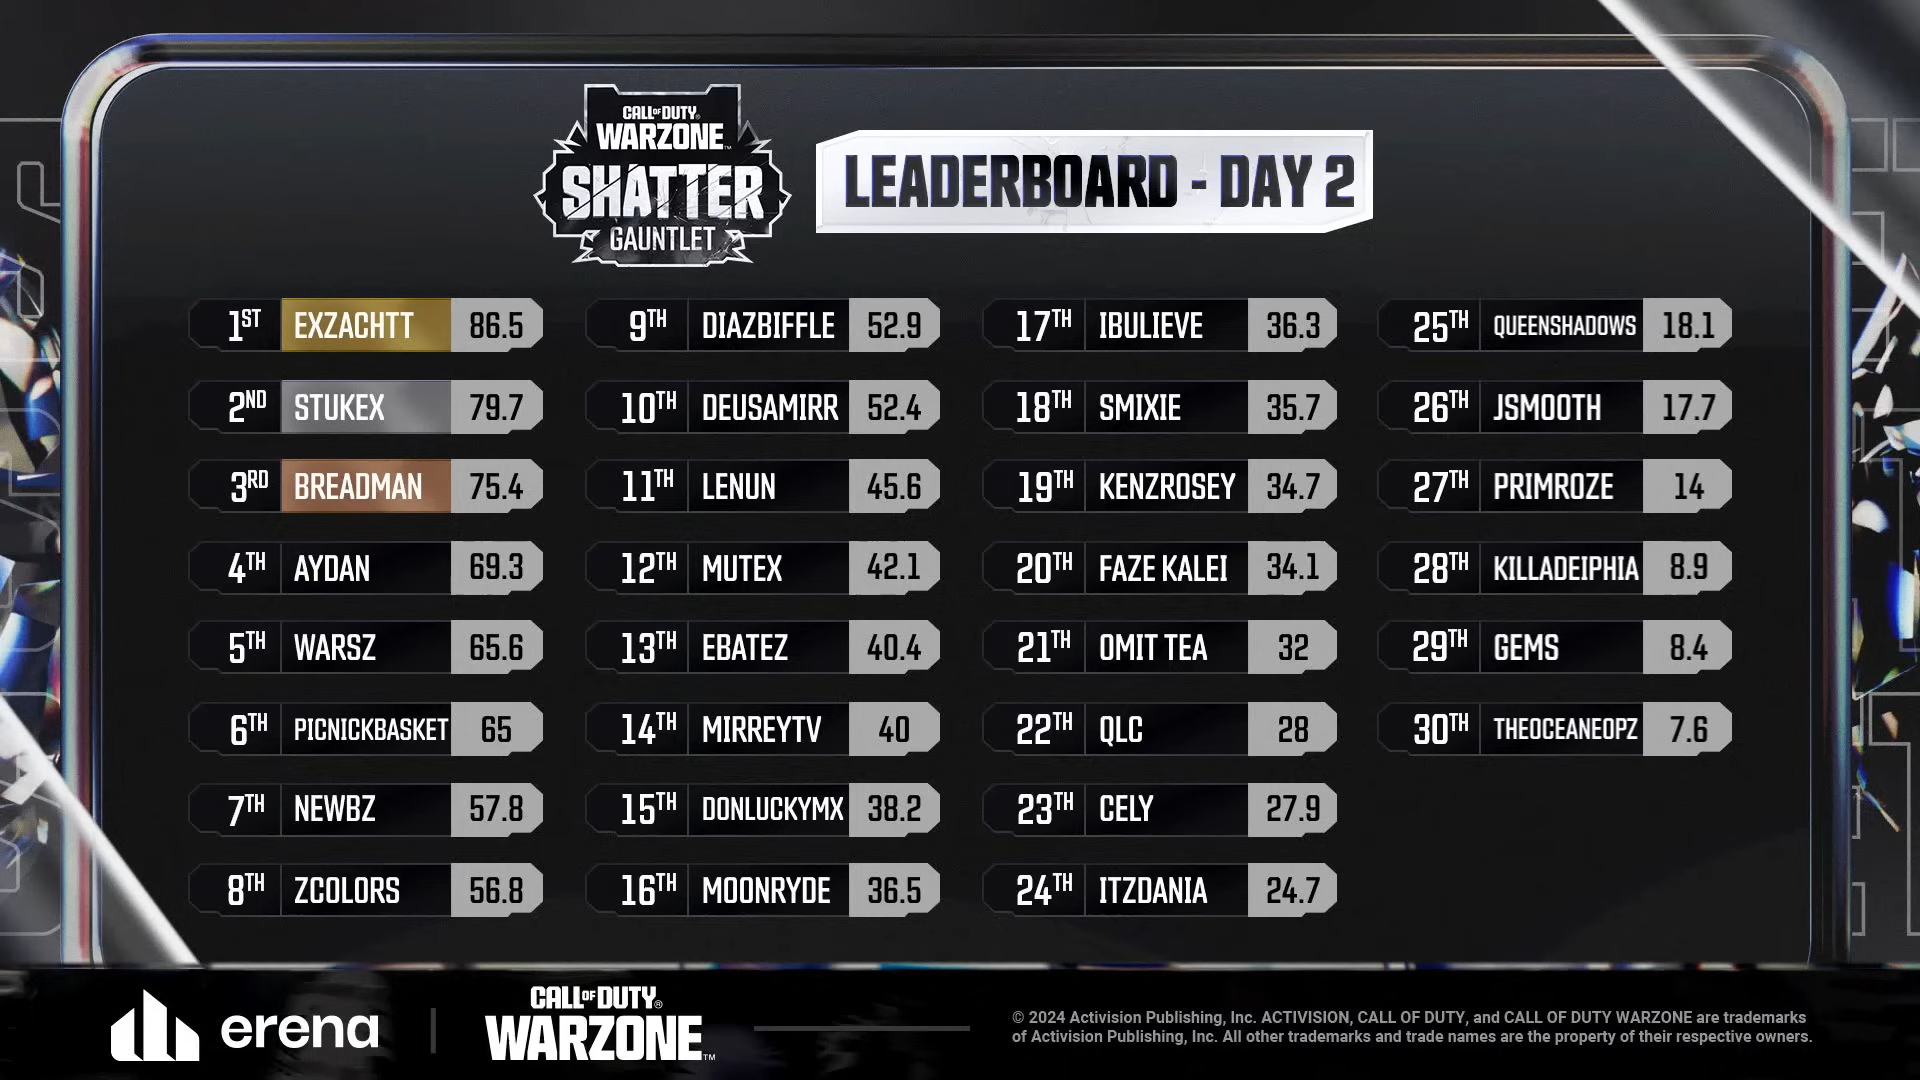 CALL OF DUTY
WARZONE™
SHATTER
GAUNTLET
LEADERBOARD - DAY 2
1ST EXZACHTT 86.5
2ND STUKEX 79.7
3RD BREADMAN 75.4
4TH AYDAN 69.3
5TH WARSZ 65.6
6TH PICNICKBASKET 65
7TH NEWBZ 57.8
8TH ZCOLORS 56.8
9TH DIAZBIFFLE 52.9
10TH DEUSAMIRR 52.4
11TH LENUN 45.6
12TH MUTEX 42.1
13TH EBATEZ 40.4
14TH MIRREYTV 40
15TH DONLUCKYMX 38.2
16TH MOONRYDE 36.5
17TH IBULIEVE 36.3
18TH SMIXIE 35.7
19TH KENZROSEY 34.7
20TH FAZE KALEI 34.1
21TH OMIT TEA 32
22TH QLC 28
23TH CELY 27.9
24TH ITZDANIA 24.7
25TH QUEENSHADOWS 18.1
26TH JSMOOTH 17.7
27TH PRIMROZE 14
28TH KILLADEIPHIA 8.9
29TH GEMS 8.4
30TH THEOCEANEOPZ 7.6
erena
CALL OF DUTY®
WARZONE™
© 2024 Activision Publishing, Inc. ACTIVISION, CALL OF DUTY, and CALL OF DUTY WARZONE are trademarks
of Activision Publishing, Inc. All other trademarks and trade names are the property of their respective owners.